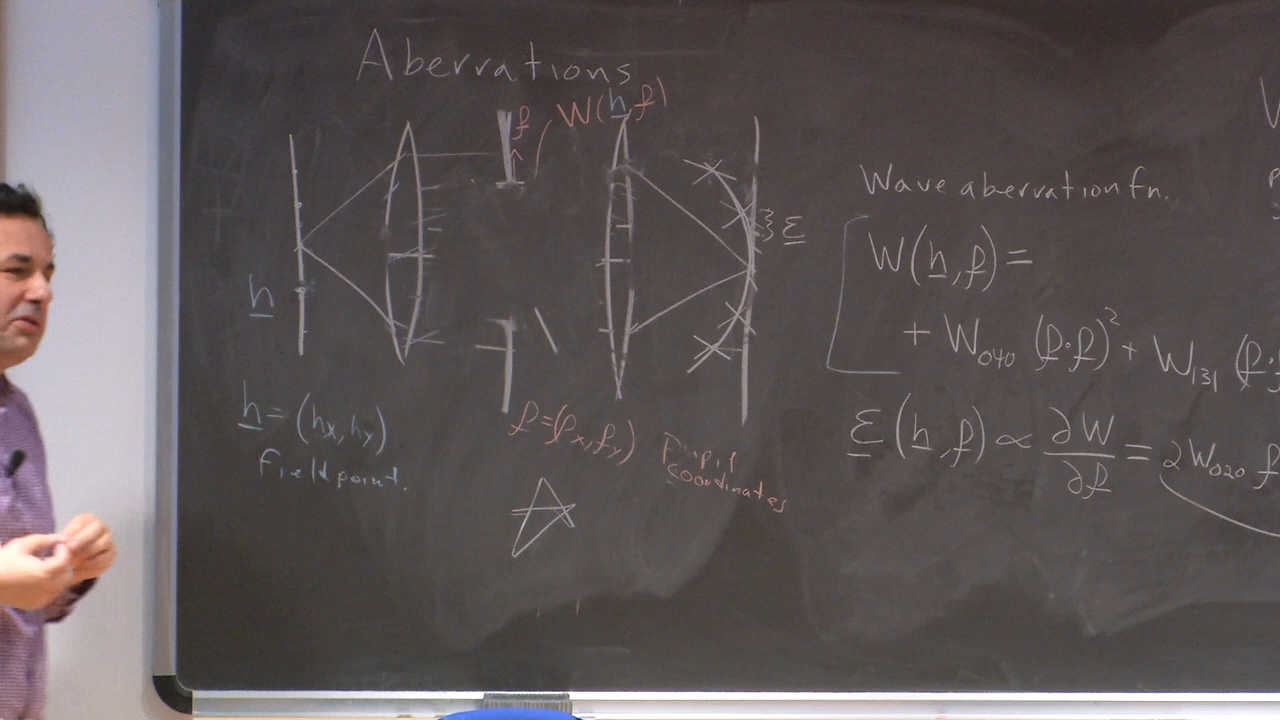 Aberrations
W(h,ρ)
ρ
ε
h
h=(hx,hy)
field point.
ρ=(ρx,ρy)
Pupil
coordinates
Wave aberration fn.
W(h,ρ)=
+ W₀₄₀ (ρ·ρ)² + W₁₃₁ (ρ·
ε(h,ρ) ∝ ∂W/∂ρ = 2W₀₂₀ ρ